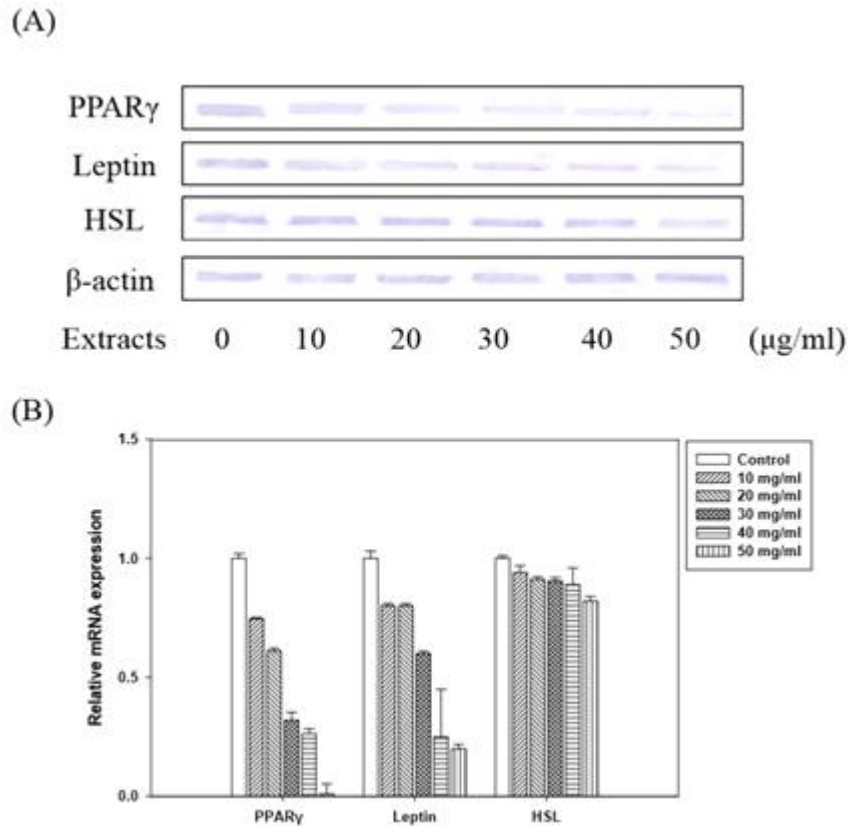 (A)
PPARγ
Leptin
HSL
β-actin
Extracts 0 10 20 30 40 50 (μg/ml)
(B)
1.5
1.0
0.5
0.0
Relative mRNA expression
Control
10 mg/ml
20 mg/ml
30 mg/ml
40 mg/ml
50 mg/ml
PPARγ Leptin HSL